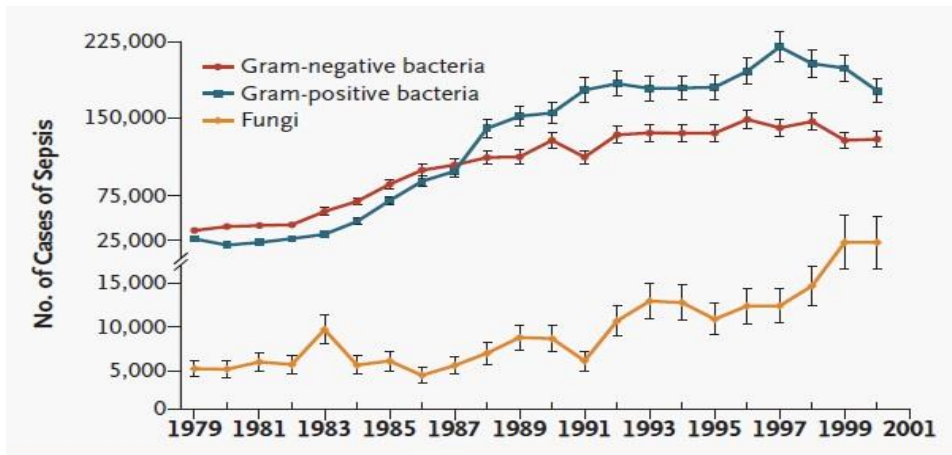 225,000
150,000
75,000
25,000
15,000
10,000
5,000
0
No. of Cases of Sepsis
Gram-negative bacteria
Gram-positive bacteria
Fungi
1979 1981 1983 1985 1987 1989 1991 1993 1995 1997 1999 2001